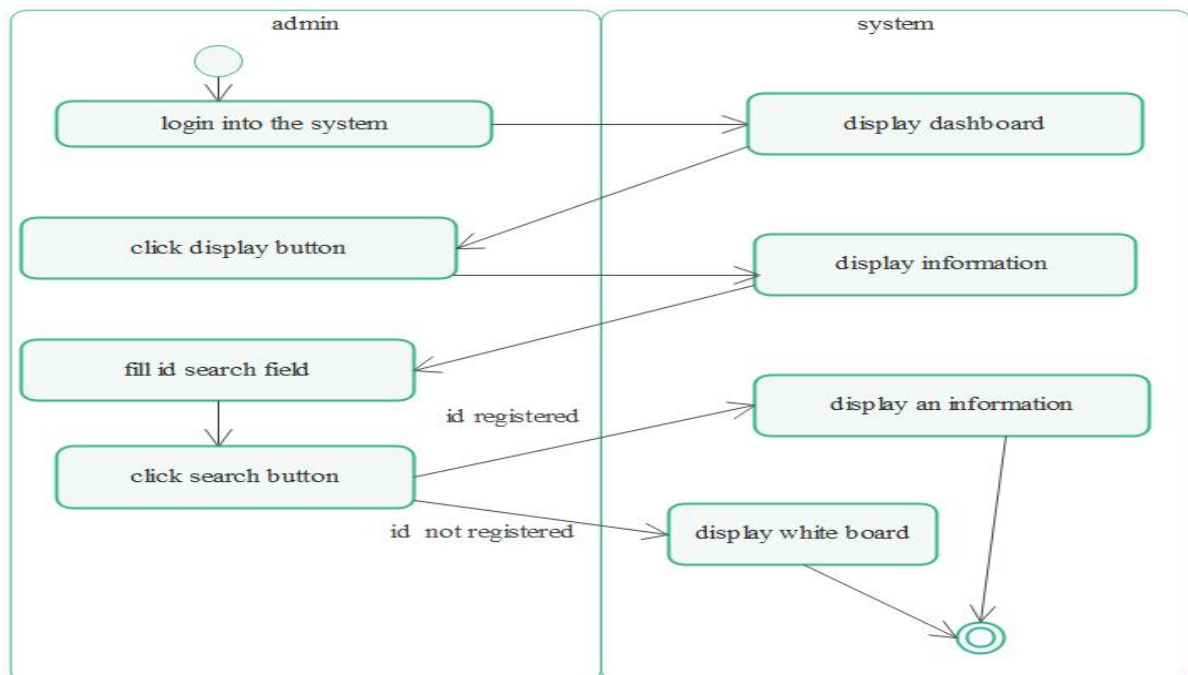 admin
system
login into the system
display dashboard
click display button
display information
fill id search field
id registered
display an information
click search button
id not registered
display white board